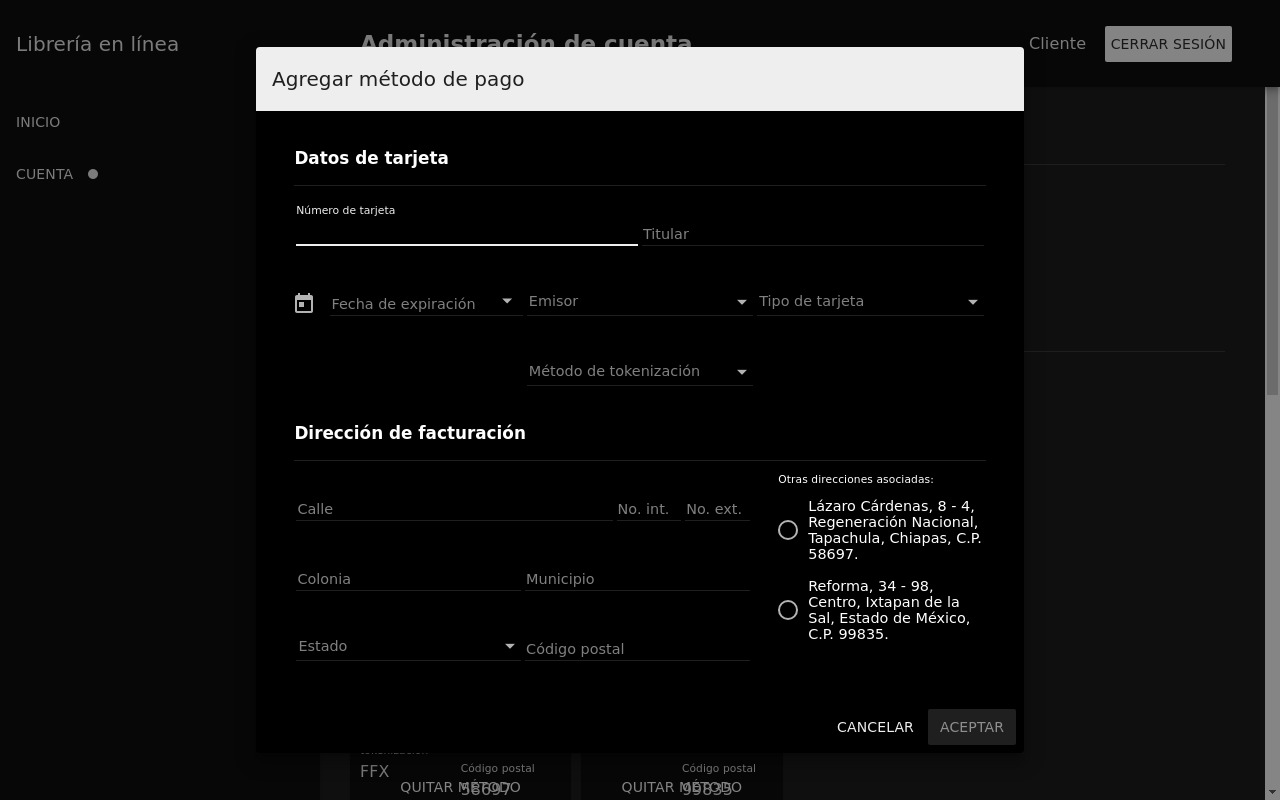 Librería en línea
Administración de cuenta
Cliente
CERRAR SESIÓN
INICIO
CUENTA
Agregar método de pago
Datos de tarjeta
Número de tarjeta
Titular
Fecha de expiración
Emisor
Tipo de tarjeta
Método de tokenización
Dirección de facturación
Otras direcciones asociadas:
Calle
No. int.
No. ext.
Lázaro Cárdenas, 8 - 4,
Regeneración Nacional,
Tapachula, Chiapas, C.P.
58697.
Colonia
Municipio
Reforma, 34 - 98,
Centro, Ixtapan de la
Sal, Estado de México,
C.P. 99835.
Estado
Código postal
CANCELAR
ACEPTAR
FFX
Código postal
58697
QUITAR MÉTODO
Código postal
99835
QUITAR MÉTODO